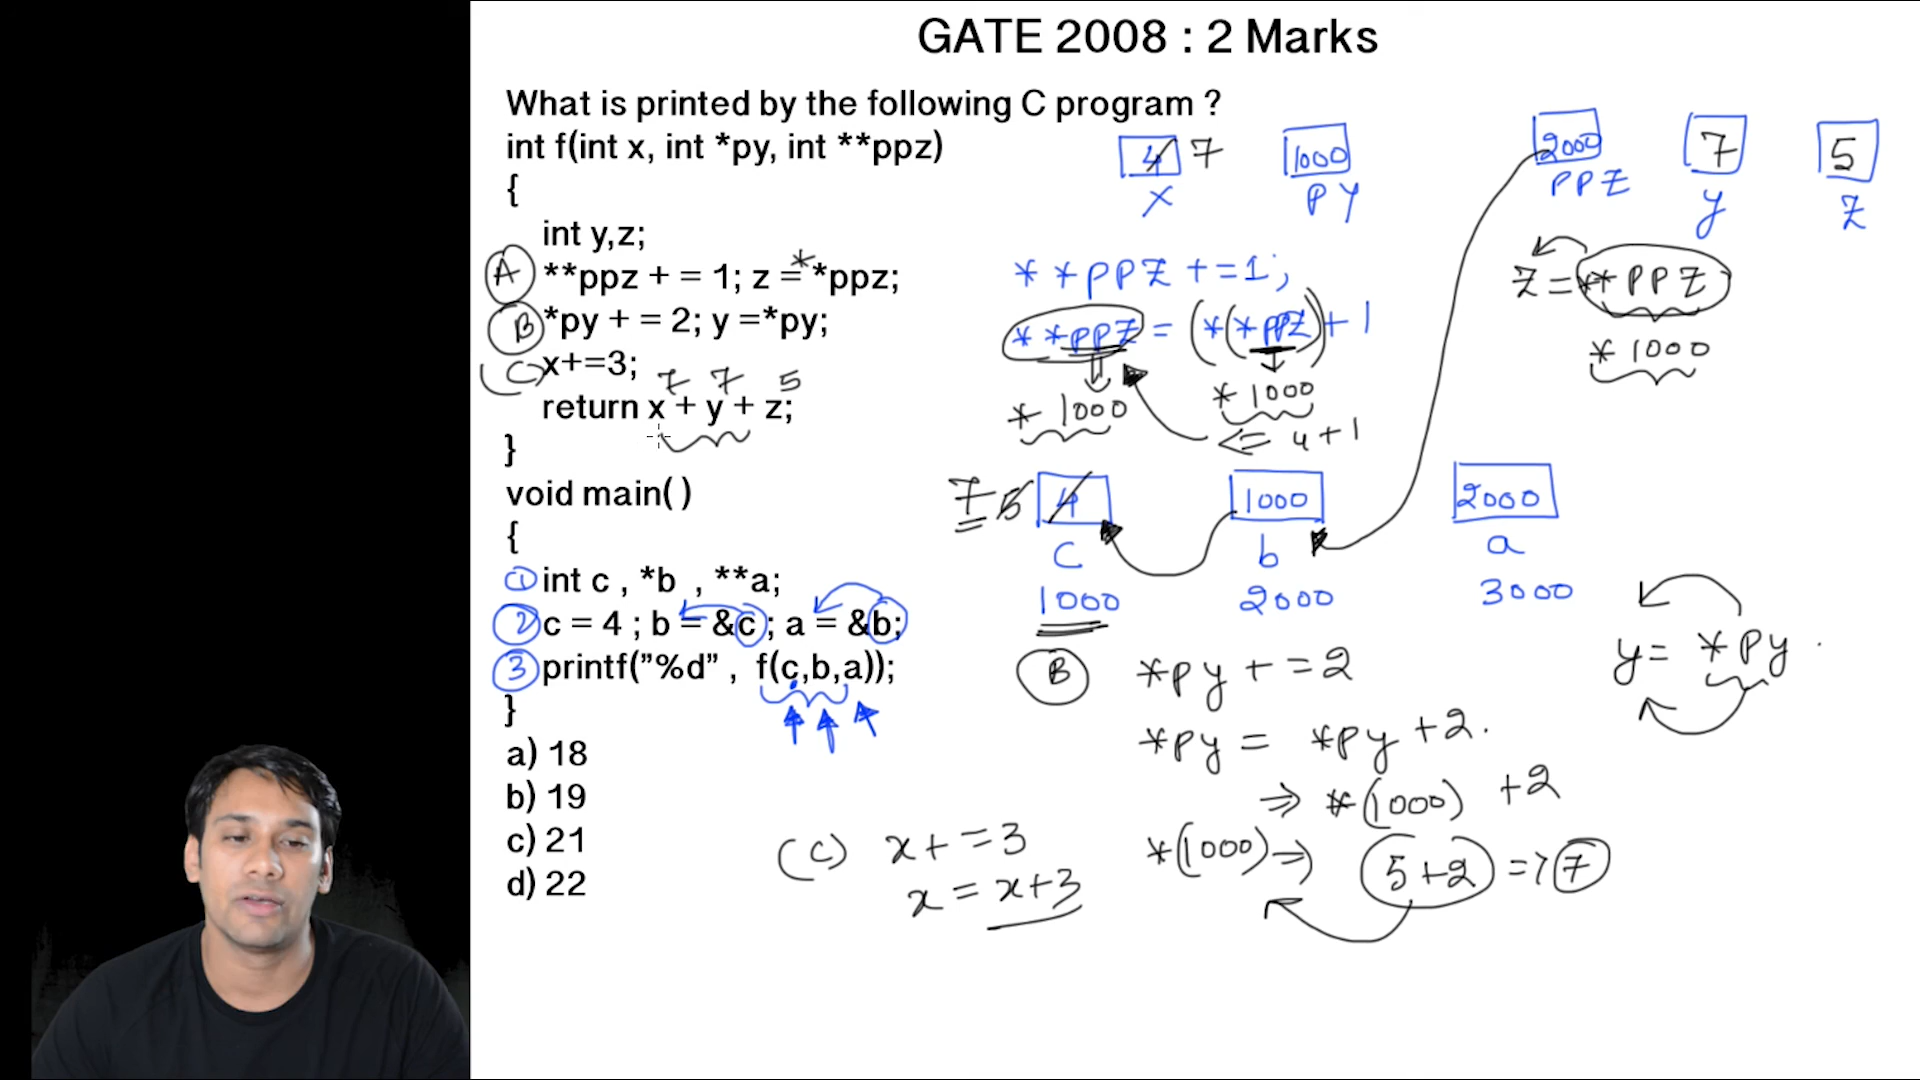 GATE 2008 : 2 Marks
What is printed by the following C program ?
int f(int x, int *py, int **ppz)
{
int y,z;
A **ppz + = 1; z = **ppz;
B *py + = 2; y =*py;
(C) x+=3;
7 7 5
return x + y + z;
}
void main( )
{
1 int c , *b , **a;
2 c = 4 ; b = &c ; a = &b;
3 printf("%d" , f(c,b,a));
}
a) 18
b) 19
c) 21
d) 22
4 7
x
1000
PY
2000
PPZ
7
y
5
z
**PPZ +=1;
**PPZ = (*(*PPZ)) + 1
* 1000
* 1000
<= 4+1
z = **PPZ
* 1000
7 5 4
C
1000
1000
b
2000
2000
a
3000
B *py += 2
*py = *py +2.
=> *(1000) +2
*(1000) => 5+2 => 7
y = *py
(C) x+=3
x = x+3